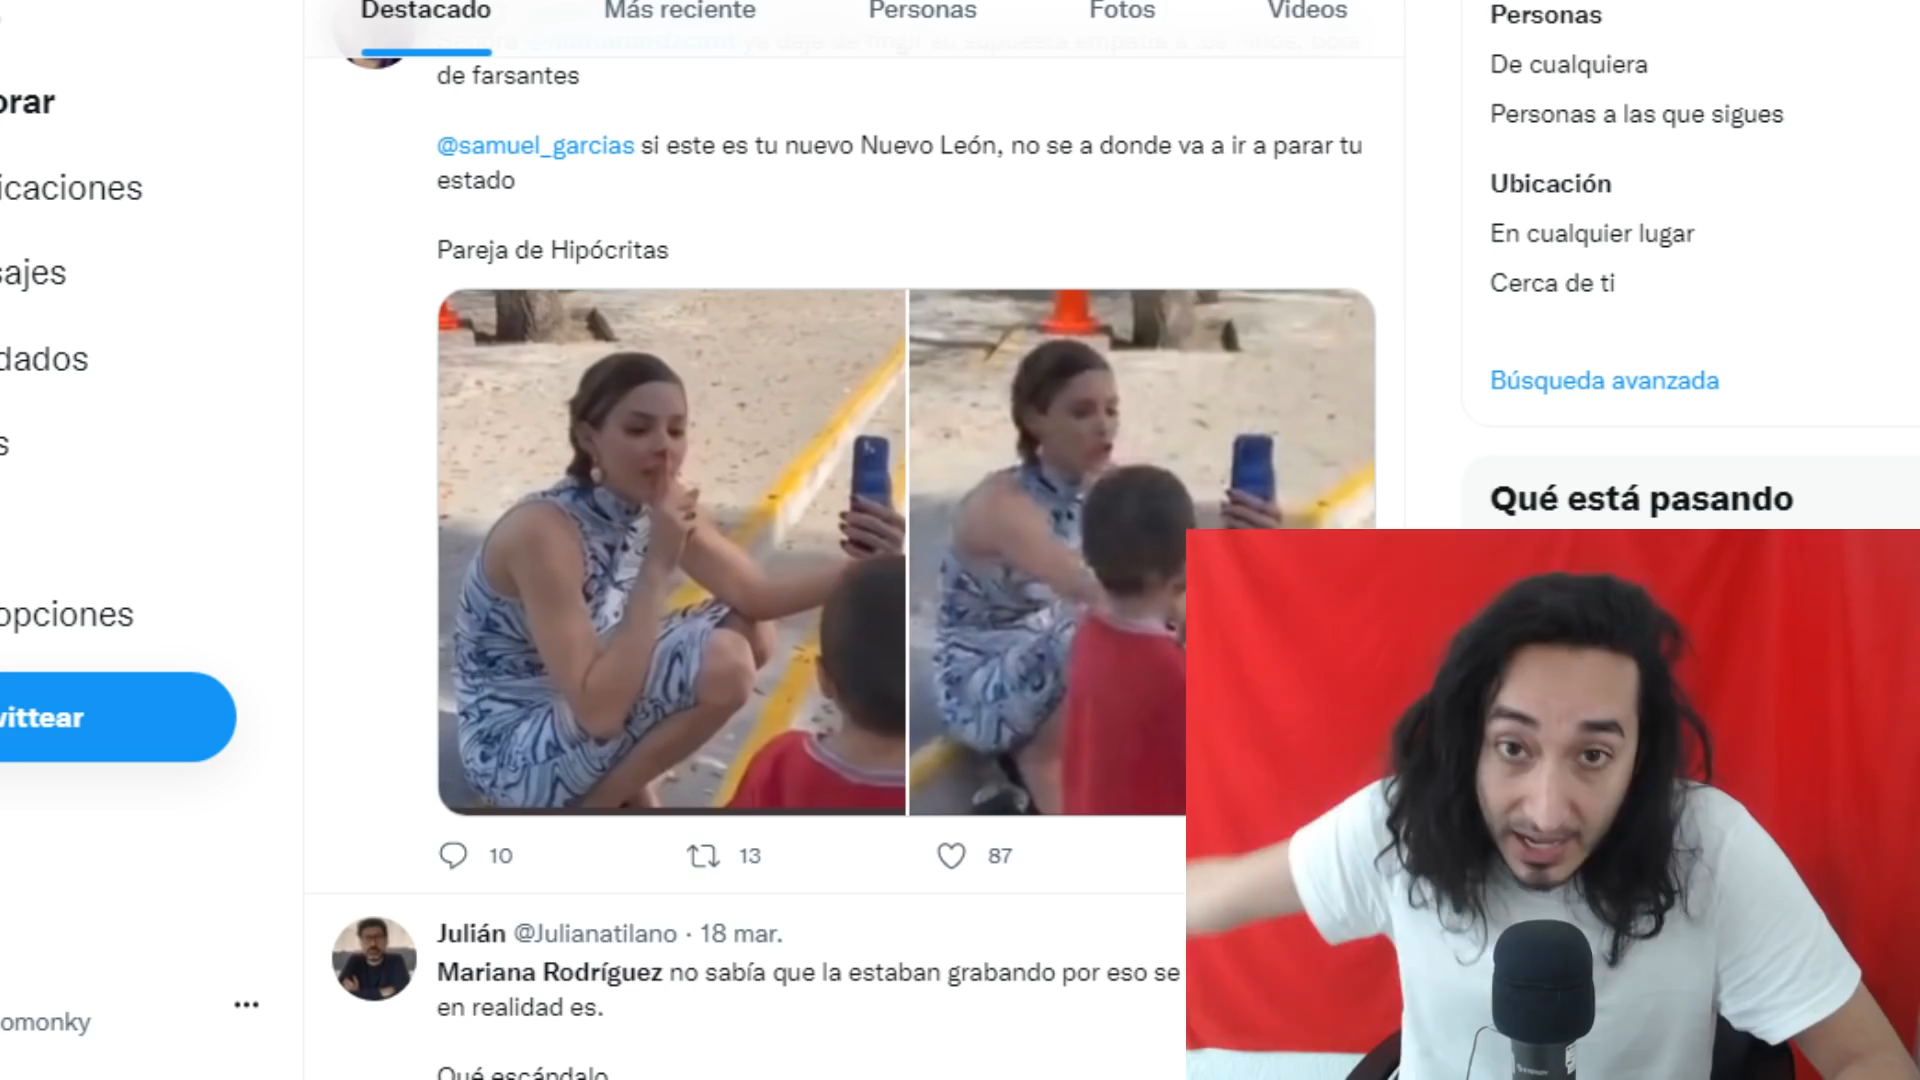 Destacado
Más reciente
Personas
Fotos
Videos
de farsantes
@samuel_garcias si este es tu nuevo Nuevo León, no se a donde va a ir a parar tu
estado
Pareja de Hipócritas
10
13
87
Julián @Julianatilano · 18 mar.
Mariana Rodríguez no sabía que la estaban grabando por eso se
en realidad es.
Qué escándalo
orar
icaciones
sajes
dados
s
opciones
vittear
omonky
Personas
De cualquiera
Personas a las que sigues
Ubicación
En cualquier lugar
Cerca de ti
Búsqueda avanzada
Qué está pasando